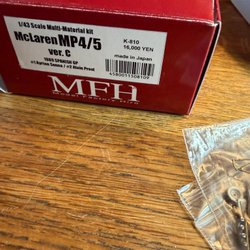 1/43 Scale Multi-Material kit
McLaren MP4/5
ver. C
1989 SPANISH GP
#1 Ayrton Senna / #2 Alain Prost
K-810
16,000 YEN
made in Japan
4580011308109
MFH